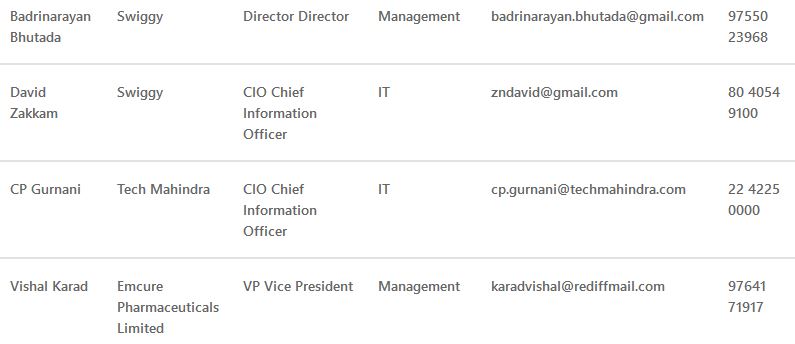 Badrinarayan Swiggy Director Director Management badrinarayan.bhutada@gmail.com 97550
Bhutada 23968
David Swiggy CIO Chief IT zndavid@gmail.com 80 4054
Zakkam Information 9100
Officer
CP Gurnani Tech Mahindra CIO Chief IT cp.gurnani@techmahindra.com 22 4225
Information 0000
Officer
Vishal Karad Emcure VP Vice President Management karadvishal@rediffmail.com 97641
Pharmaceuticals 71917
Limited